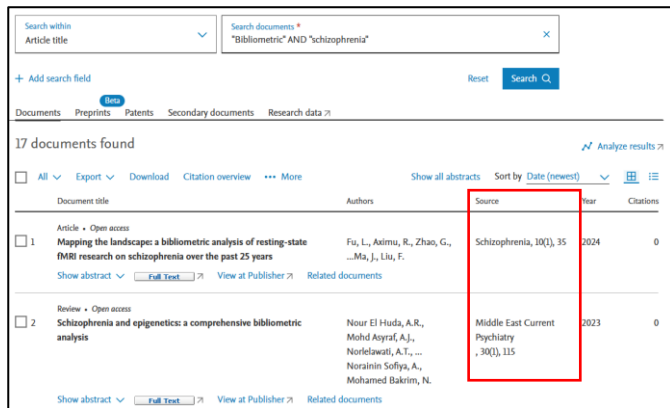 Search within
Article title
Search documents *
"Bibliometric" AND "schizophrenia"
+ Add search field
Reset
Search
Beta
Documents Preprints Patents Secondary documents Research data
17 documents found
Analyze results
All Export Download Citation overview ••• More
Show all abstracts Sort by Date (newest)
Document title Authors Source Year Citations
Article • Open access
1 Mapping the landscape: a bibliometric analysis of resting-state Fu, L., Aximu, R., Zhao, G., Schizophrenia, 10(1), 35 2024 0
fMRI research on schizophrenia over the past 25 years ...Ma, J., Liu, F.
Show abstract Full Text View at Publisher Related documents
Review • Open access
2 Schizophrenia and epigenetics: a comprehensive bibliometric Nour El Huda, A.R., Middle East Current 2023 0
analysis Mohd Asyraf, A.J., Psychiatry
Norlelawati, A.T., ... , 30(1), 115
Norainin Sofiya, A.,
Mohamed Bakrim, N.
Show abstract Full Text View at Publisher Related documents